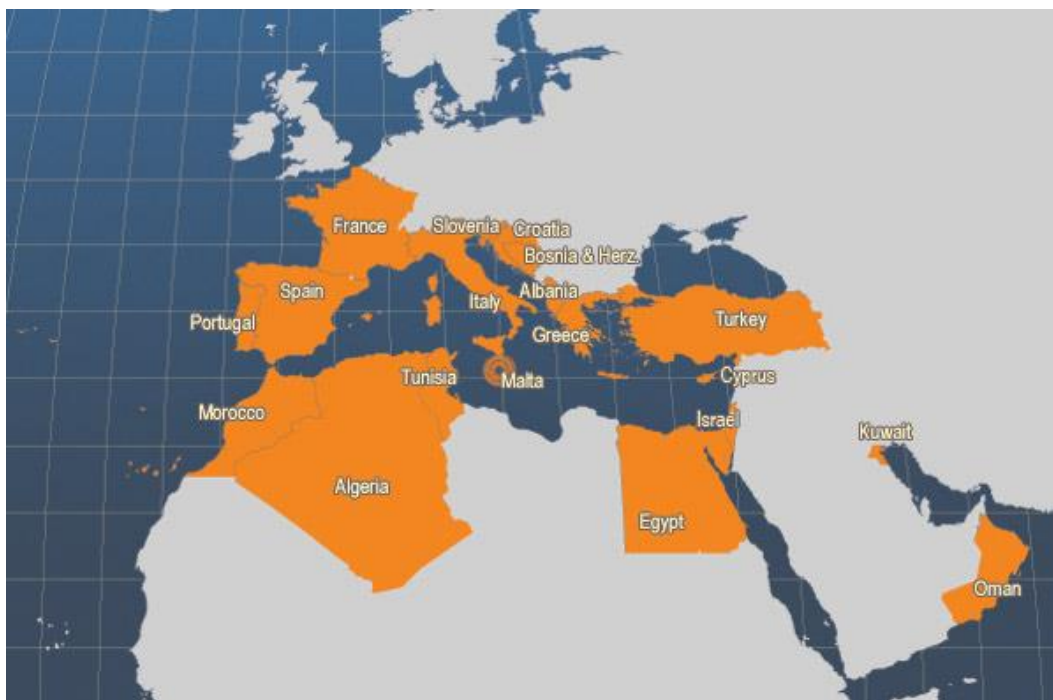 France
Slovenia
Croatia
Bosnia & Herz.
Spain
Italy
Albania
Portugal
Greece
Turkey
Tunisia
Malta
Cyprus
Morocco
Israel
Kuwait
Algeria
Egypt
Oman